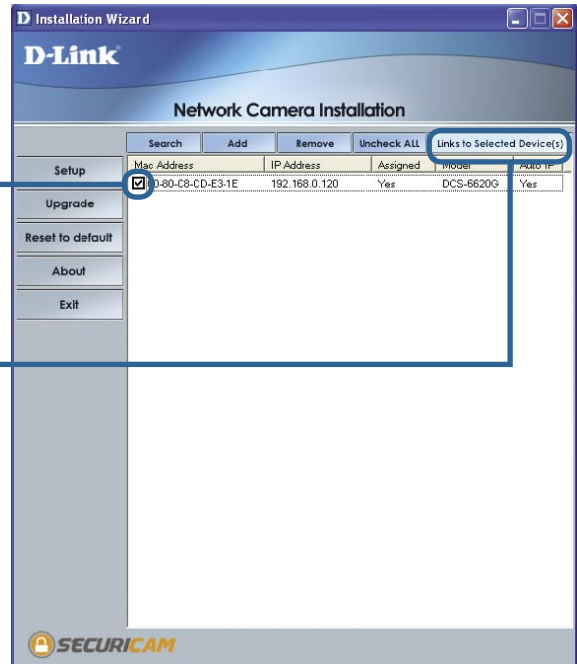 D Installation Wizard
D-Link
Network Camera Installation
Search Add Remove Uncheck ALL Links to Selected Device(s)
Mac Address IP Address Assigned Model Auto IP
0-80-C8-CD-E3-1E 192.168.0.120 Yes DCS-6620G Yes
Setup
Upgrade
Reset to default
About
Exit
SECURICAM